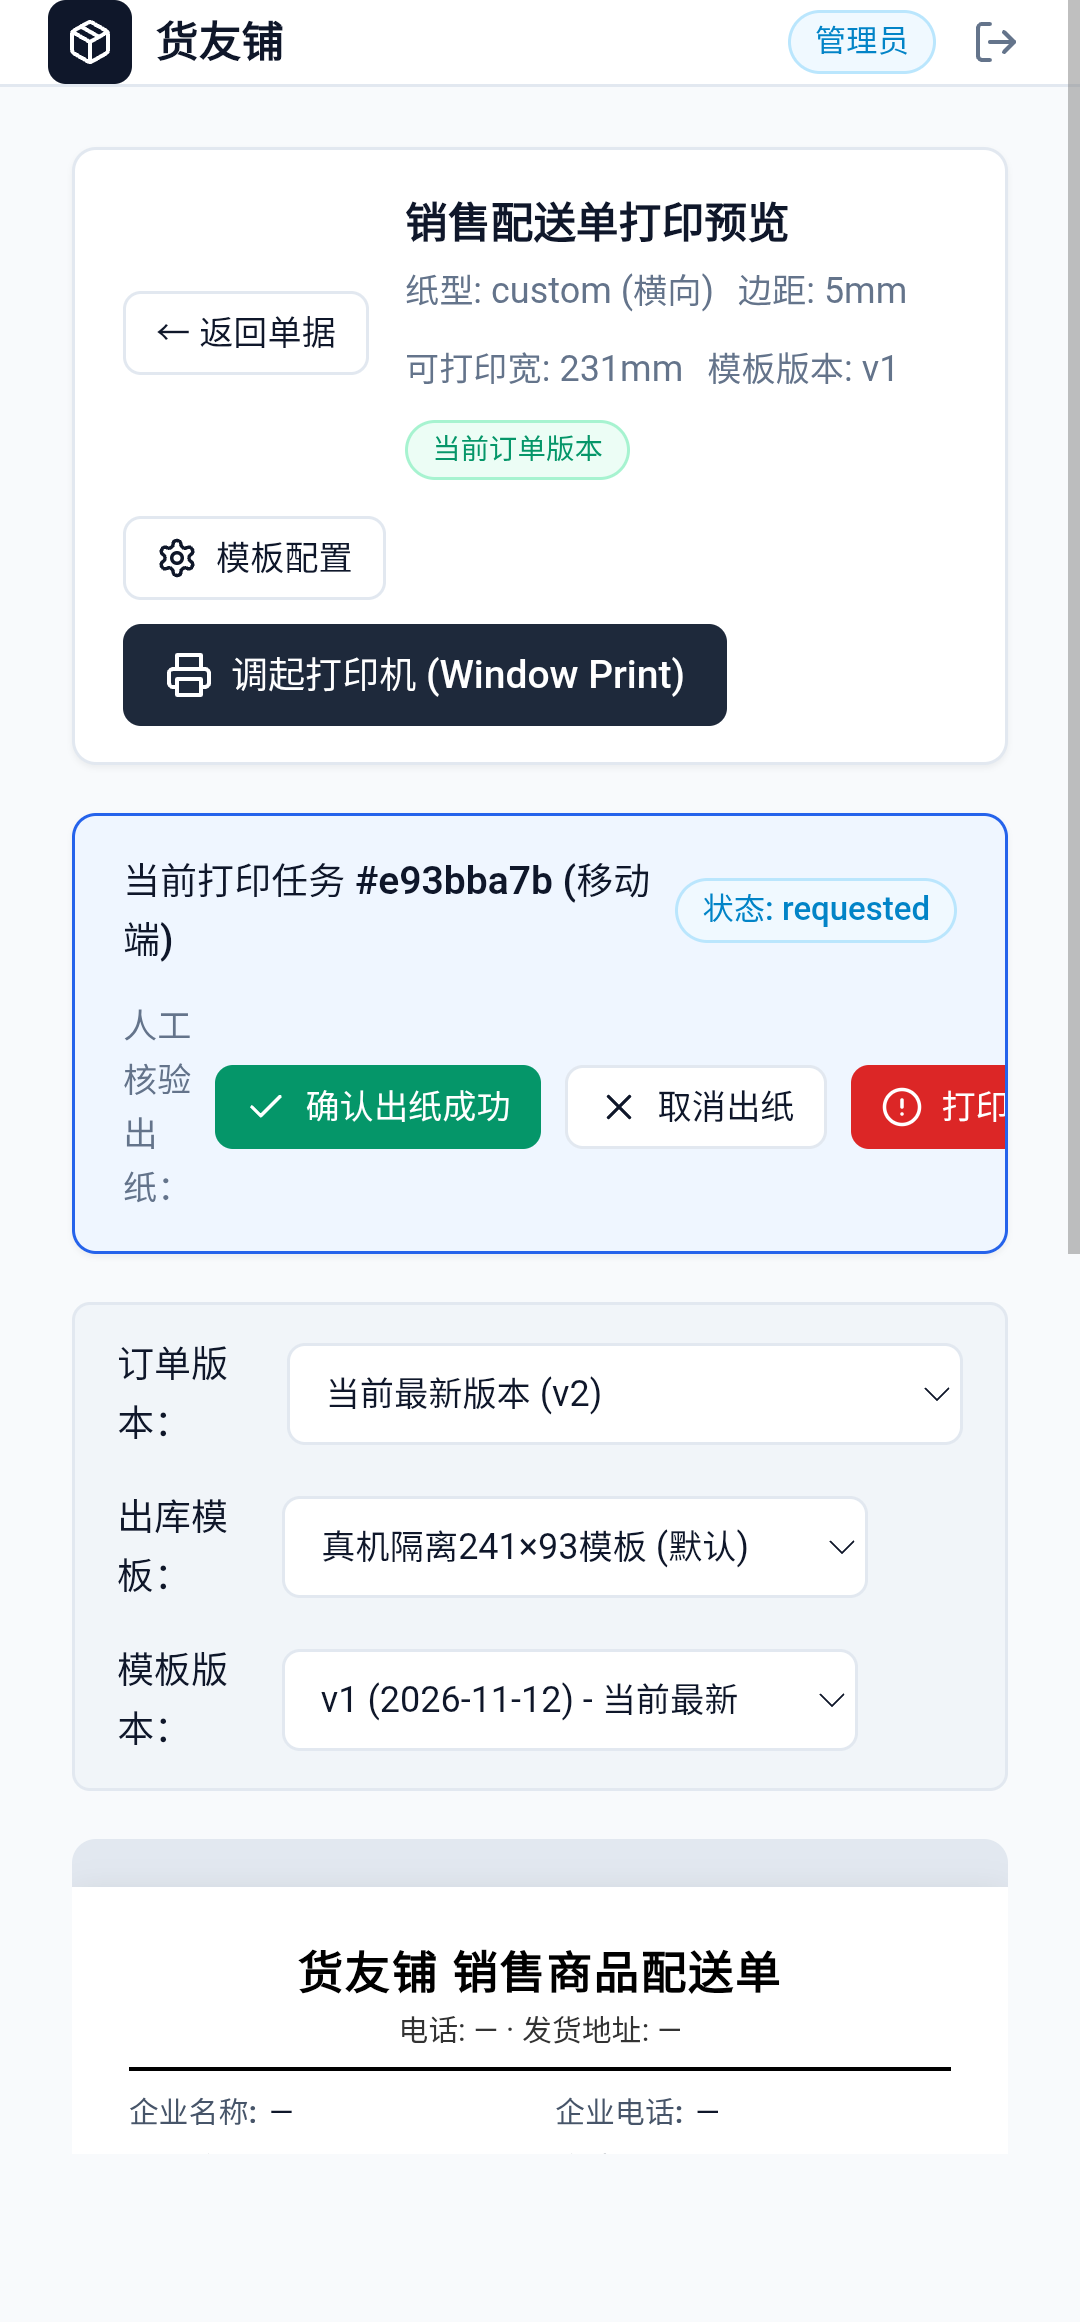 货友铺
管理员
销售配送单打印预览
纸型: custom (横向) 边距: 5mm
← 返回单据
可打印宽: 231mm 模板版本: v1
当前订单版本
模板配置
调起打印机 (Window Print)
当前打印任务 #e93bba7b (移动
端)
状态: requested
人工
核验
出
纸：
确认出纸成功
取消出纸
打印
订单版
本：
当前最新版本 (v2)
出库模
板：
真机隔离241×93模板 (默认)
模板版
本：
v1 (2026-11-12) - 当前最新
货友铺 销售商品配送单
电话: — · 发货地址: —
企业名称: —
企业电话: —